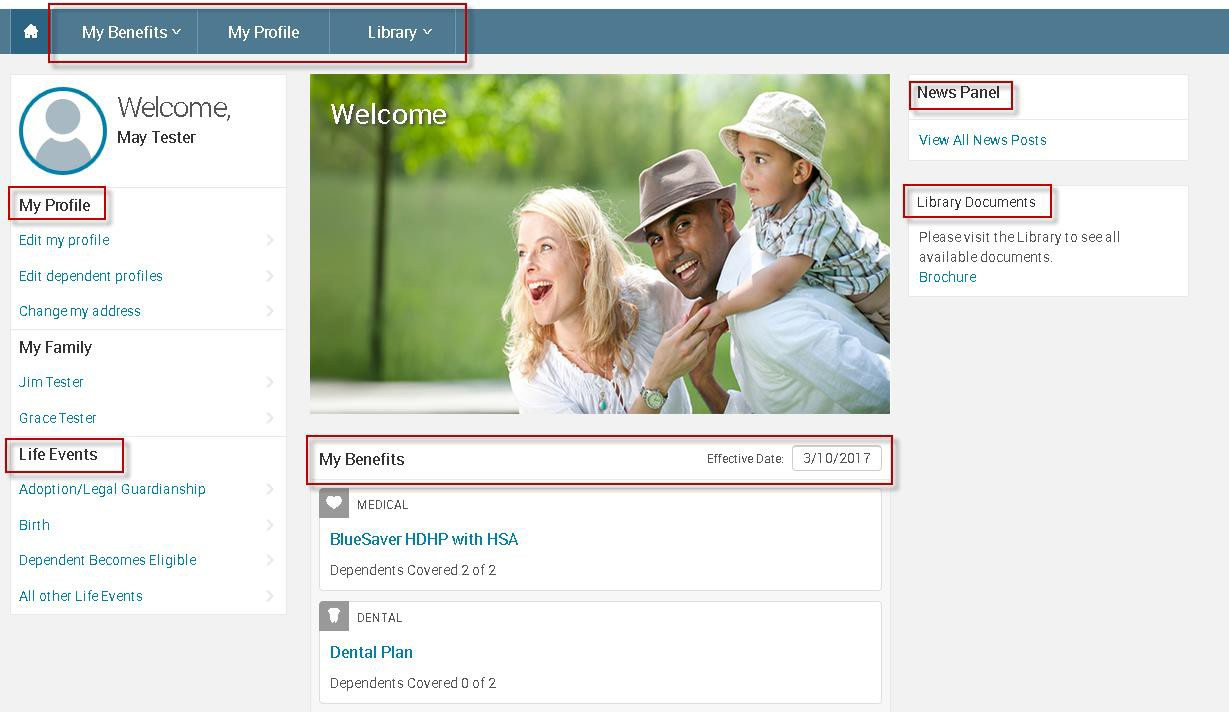 My Benefits
My Profile
Library
Welcome,
May Tester
My Profile
Edit my profile
Edit dependent profiles
Change my address
My Family
Jim Tester
Grace Tester
Life Events
Adoption/Legal Guardianship
Birth
Dependent Becomes Eligible
All other Life Events
Welcome
My Benefits
Effective Date: 3/10/2017
MEDICAL
BlueSaver HDHP with HSA
Dependents Covered 2 of 2
DENTAL
Dental Plan
Dependents Covered 0 of 2
News Panel
View All News Posts
Library Documents
Please visit the Library to see all
available documents.
Brochure